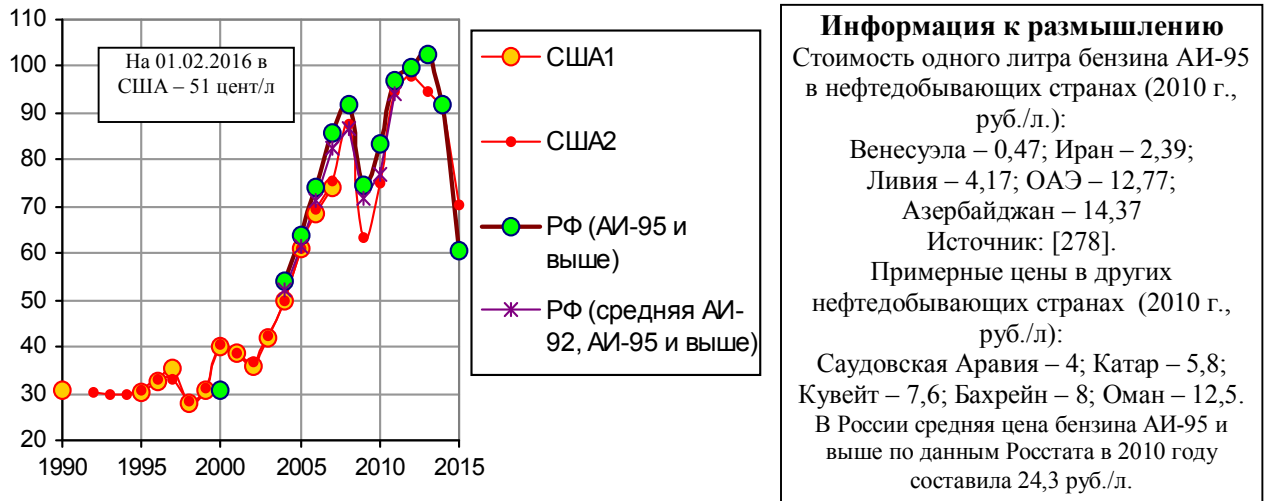 110
100
90
80
70
60
50
40
30
20
1990
1995
2000
2005
2010
2015
На 01.02.2016 в
США – 51 цент/л
США1
США2
РФ (АИ-95 и
выше)
РФ (средняя АИ-
92, АИ-95 и выше)
Информация к размышлению
Стоимость одного литра бензина АИ-95
в нефтедобывающих странах (2010 г.,
руб./л.):
Венесуэла – 0,47; Иран – 2,39;
Ливия – 4,17; ОАЭ – 12,77;
Азербайджан – 14,37
Источник: [278].
Примерные цены в других
нефтедобывающих странах (2010 г.,
руб./л):
Саудовская Аравия – 4; Катар – 5,8;
Кувейт – 7,6; Бахрейн – 8; Оман – 12,5.
В России средняя цена бензина АИ-95 и
выше по данным Росстата в 2010 году
составила 24,3 руб./л.